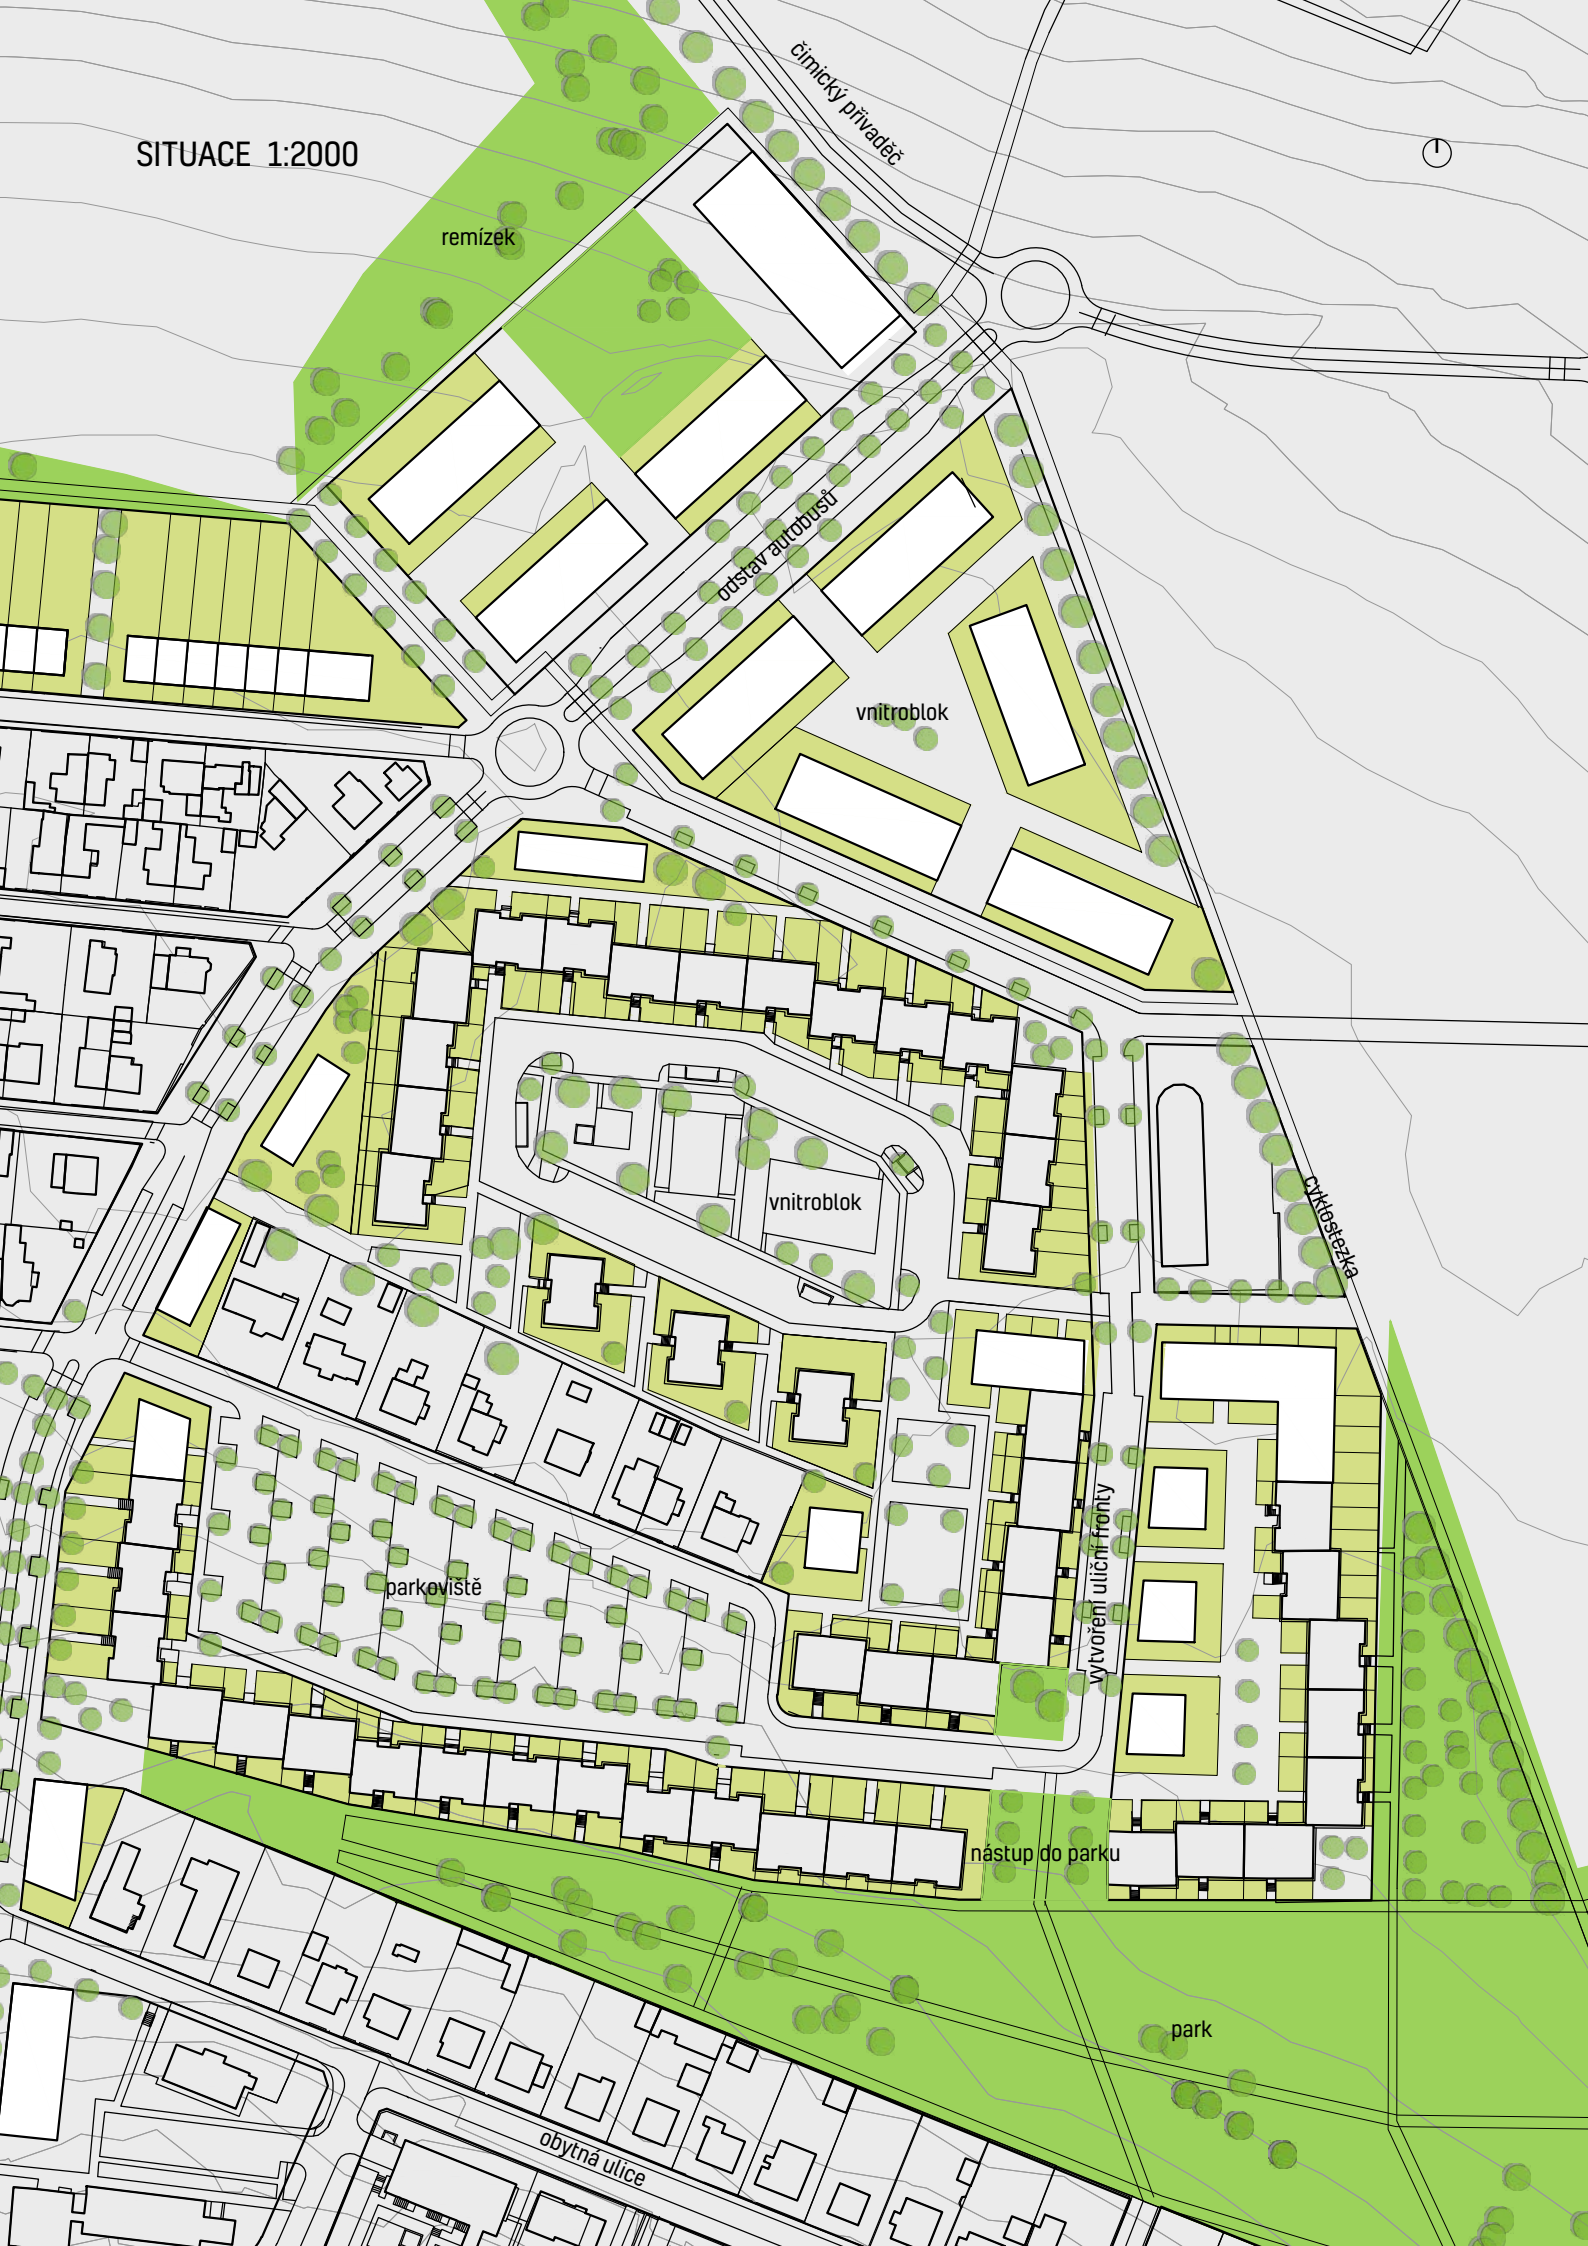 čimický přivaděč
SITUACE 1:2000
remízek
odstav autobusů
vnitroblok
vnitroblok
cyklostezka
vytvoření uliční fronty
parkoviště
nástup do parku
park
obytná ulice